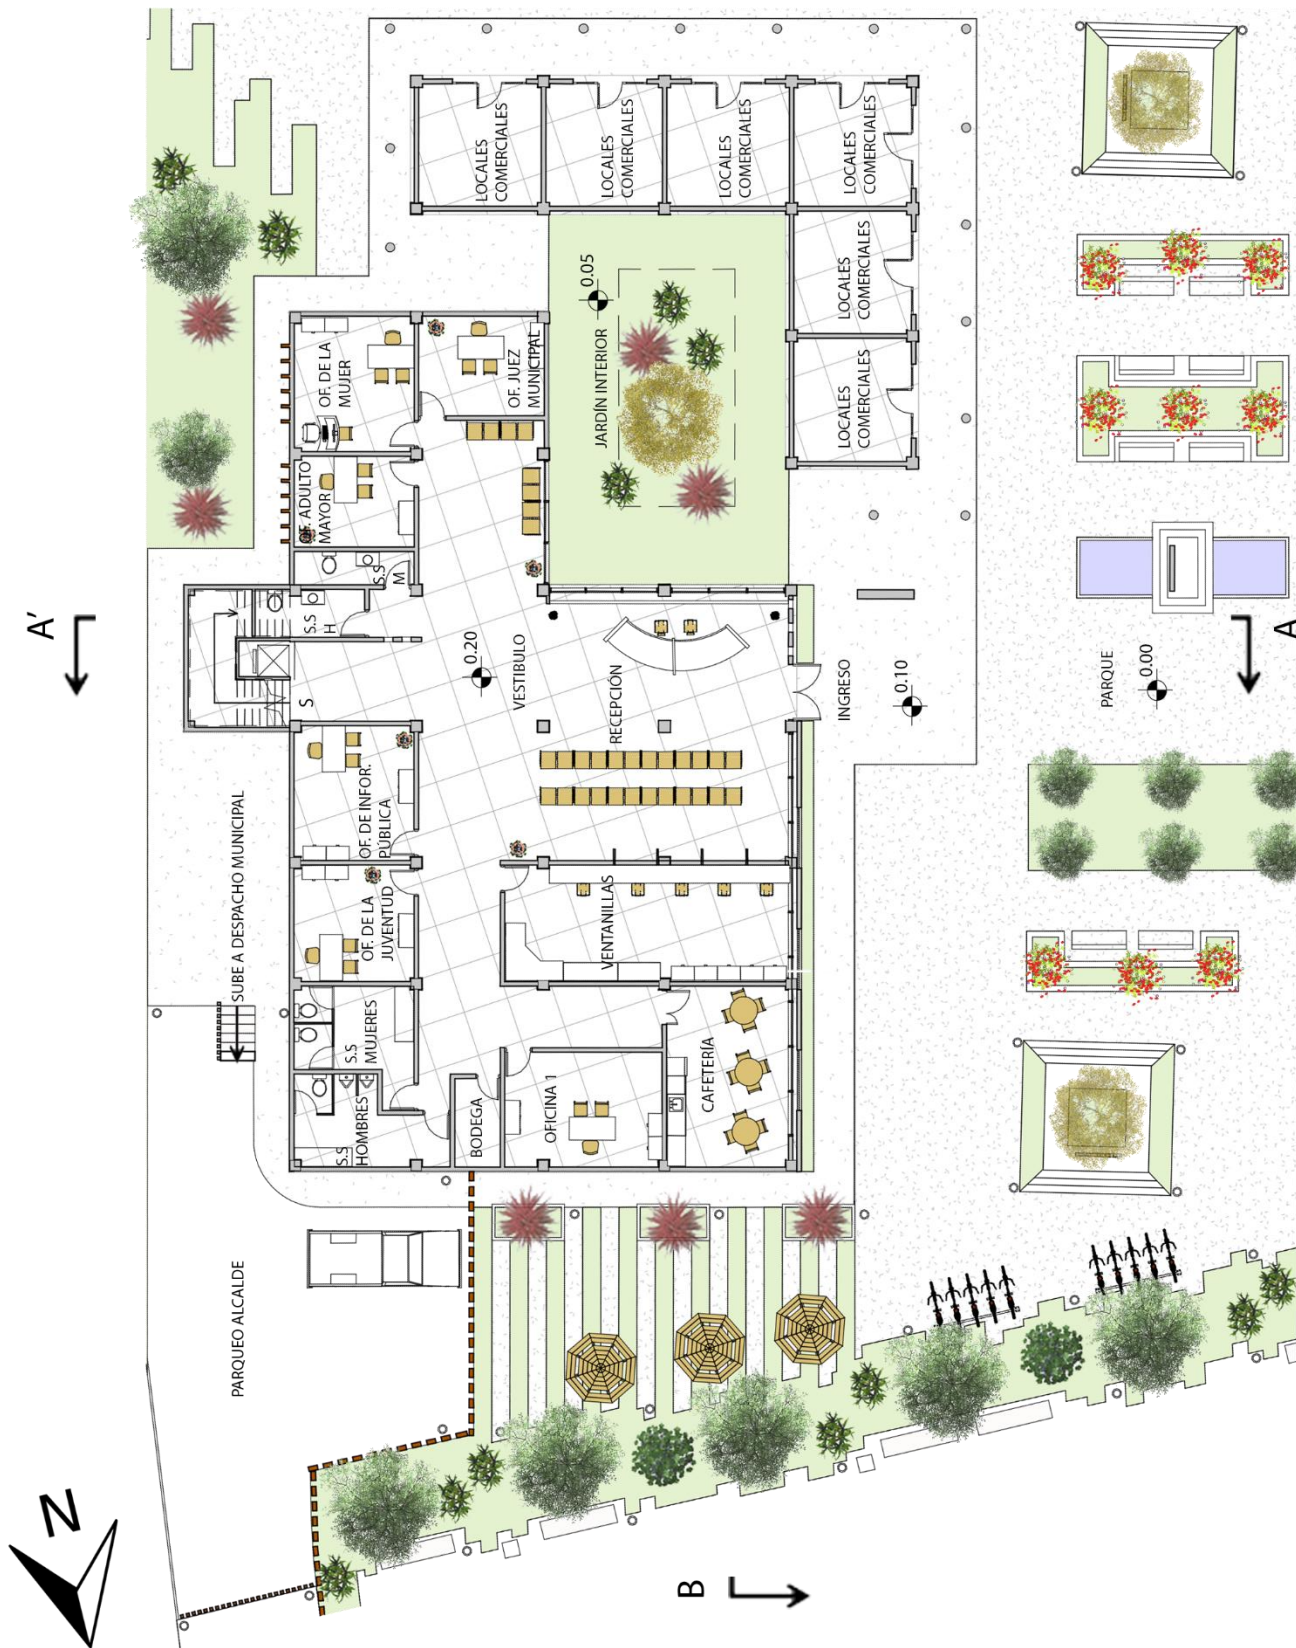 A'
A
B
N
LOCALES
COMERCIALES
LOCALES
COMERCIALES
LOCALES
COMERCIALES
LOCALES
COMERCIALES
LOCALES
COMERCIALES
LOCALES
COMERCIALES
JARDÍN INTERIOR
0.05
OF. DE LA
MUJER
OF. JUEZ
MUNICIPAL
OF. ADULTO
MAYOR
S.S
M
S.S
H
S
VESTIBULO
0.20
RECEPCIÓN
INGRESO
0.10
PARQUE
0.00
OF. DE INFOR.
PÚBLICA
OF. DE LA
JUVENTUD
VENTANILLAS
SUBE A DESPACHO MUNICIPAL
S.S
MUJERES
S.S
HOMBRES
BODEGA
OFICINA 1
CAFETERÍA
PARQUEO ALCALDE